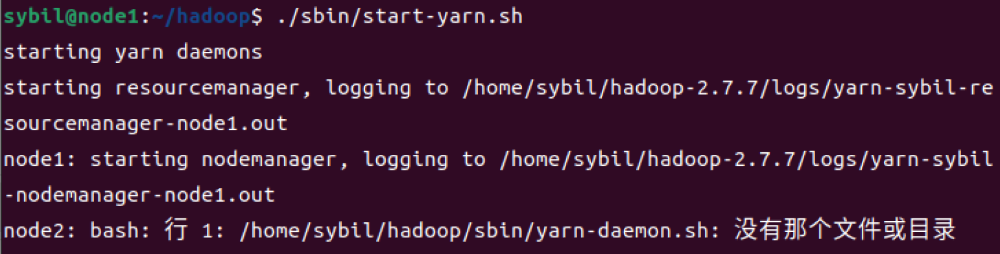 sybil@node1:~/hadoop$ ./sbin/start-yarn.sh
starting yarn daemons
starting resourcemanager, logging to /home/sybil/hadoop-2.7.7/logs/yarn-sybil-re
sourcemanager-node1.out
node1: starting nodemanager, logging to /home/sybil/hadoop-2.7.7/logs/yarn-sybil
-nodemanager-node1.out
node2: bash: 行 1: /home/sybil/hadoop/sbin/yarn-daemon.sh: 没有那个文件或目录